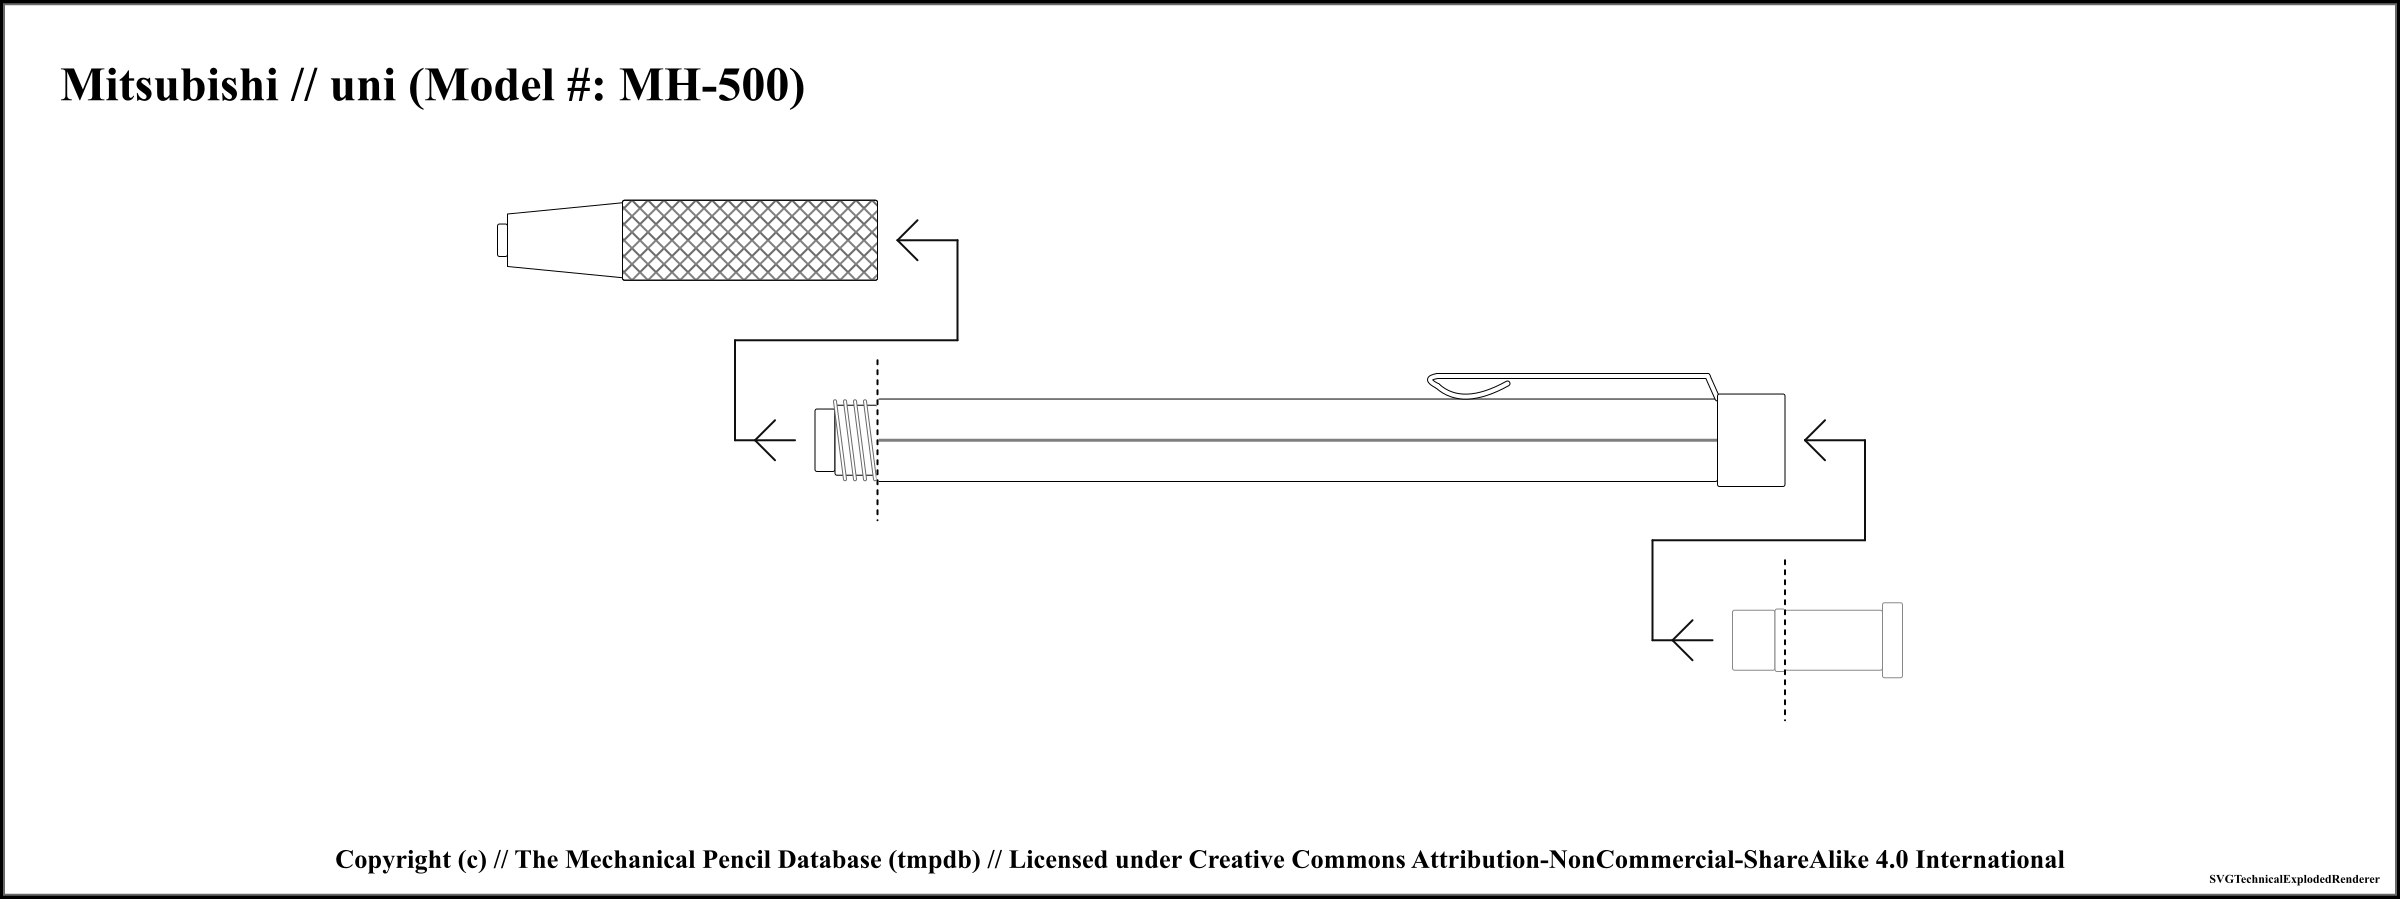 Mitsubishi // uni (Model #: MH-500)
Copyright (c) // The Mechanical Pencil Database (tmpdb) // Licensed under Creative Commons Attribution-NonCommercial-ShareAlike 4.0 International
SVGTechnicalExplodedRenderer